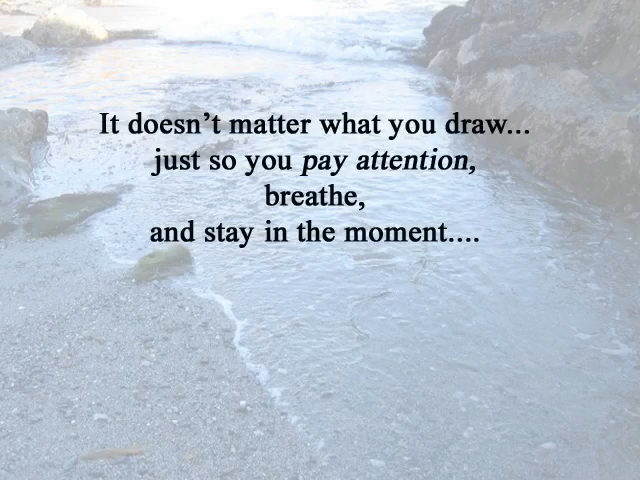 It doesn’t matter what you draw...
just so you pay attention,
breathe,
and stay in the moment....